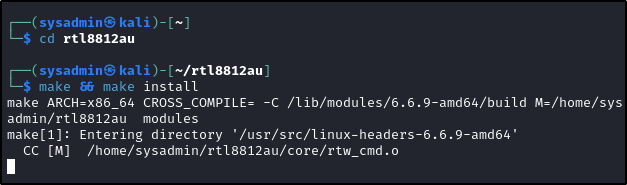 ┌──(sysadmin㉿kali)-[~]
└─$ cd rtl8812au
┌──(sysadmin㉿kali)-[~/rtl8812au]
└─$ make && make install
make ARCH=x86_64 CROSS_COMPILE= -C /lib/modules/6.6.9-amd64/build M=/home/sys
admin/rtl8812au  modules
make[1]: Entering directory '/usr/src/linux-headers-6.6.9-amd64'
  CC [M]  /home/sysadmin/rtl8812au/core/rtw_cmd.o